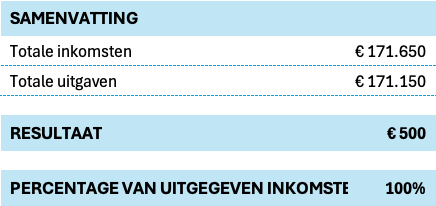 SAMENVATTING
Totale inkomsten € 171.650
Totale uitgaven € 171.150
RESULTAAT € 500
PERCENTAGE VAN UITGEGEVEN INKOMSTE 100%